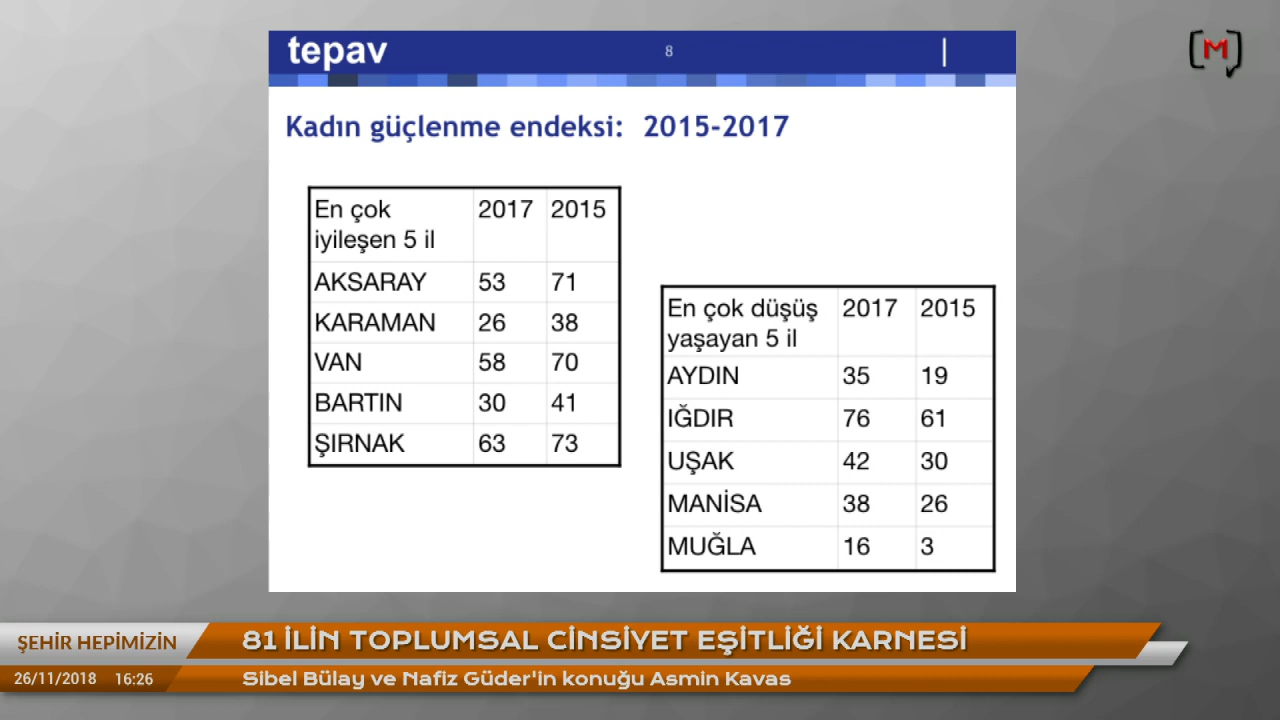 tepav
8
Kadın güçlenme endeksi: 2015-2017
En çok iyileşen 5 il 2017 2015
AKSARAY 53 71
KARAMAN 26 38
VAN 58 70
BARTIN 30 41
ŞIRNAK 63 73
En çok düşüş yaşayan 5 il 2017 2015
AYDIN 35 19
IĞDIR 76 61
UŞAK 42 30
MANİSA 38 26
MUĞLA 16 3
[M]
ŞEHİR HEPİMİZİN
81 İLİN TOPLUMSAL CİNSİYET EŞİTLİĞİ KARNESİ
26/11/2018 16:26
Sibel Bülay ve Nafiz Güder'in konuğu Asmin Kavas